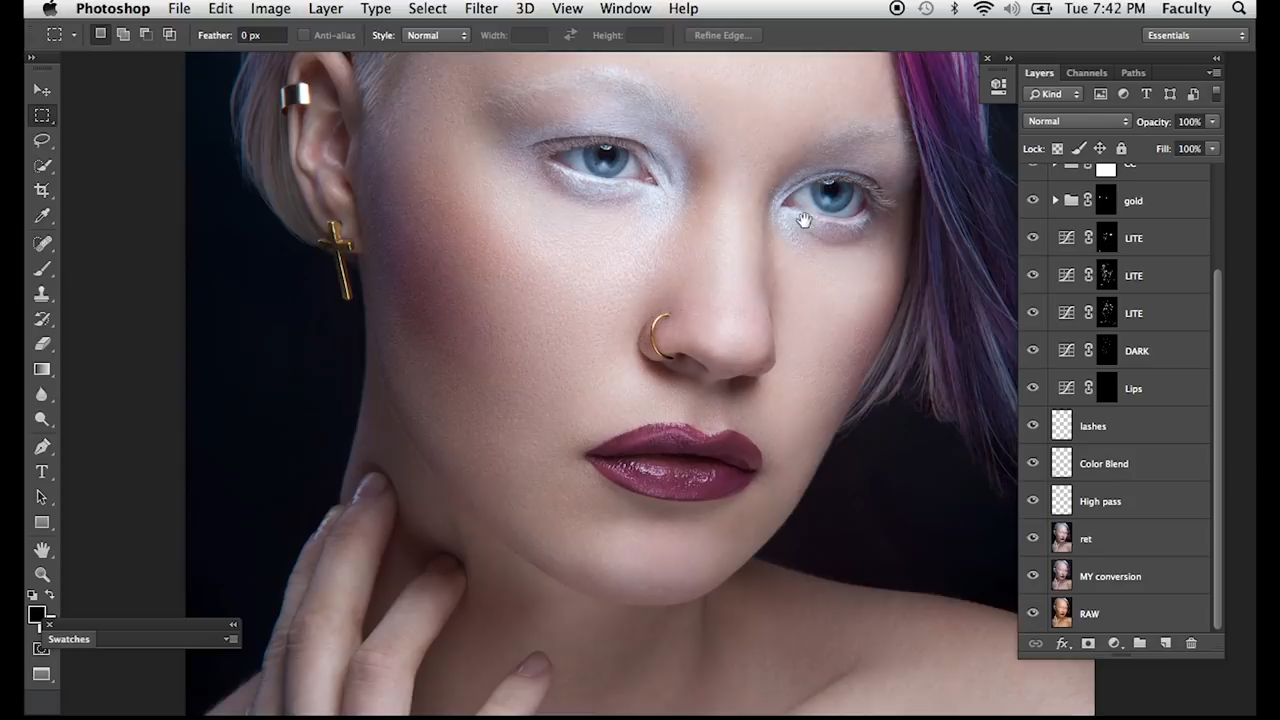 Photoshop File Edit Image Layer Type Select Filter 3D View Window Help Tue 7:42 PM Faculty
Feather: 0 px Anti-alias Style: Normal Width: Height: Refine Edge... Essentials
Layers Channels Paths
Kind
Normal Opacity: 100%
Lock: Fill: 100%
gold
LITE
LITE
LITE
DARK
Lips
lashes
Color Blend
High pass
ret
MY conversion
RAW
fx
Swatches